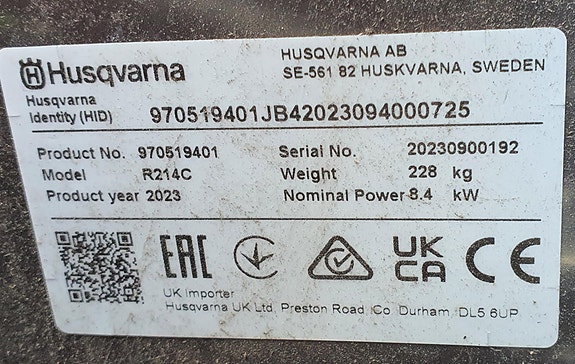 Husqvarna
HUSQVARNA AB
SE-561 82 HUSKVARNA, SWEDEN
Husqvarna
Identity (HID) 970519401JB42023094000725
Product No. 970519401 Serial No. 20230900192
Model R214C Weight 228 kg
Product year 2023 Nominal Power 8.4 kW
EAC UK CA CE
UK Importer
Husqvarna UK Ltd, Preston Road, Co Durham, DL5 6UP